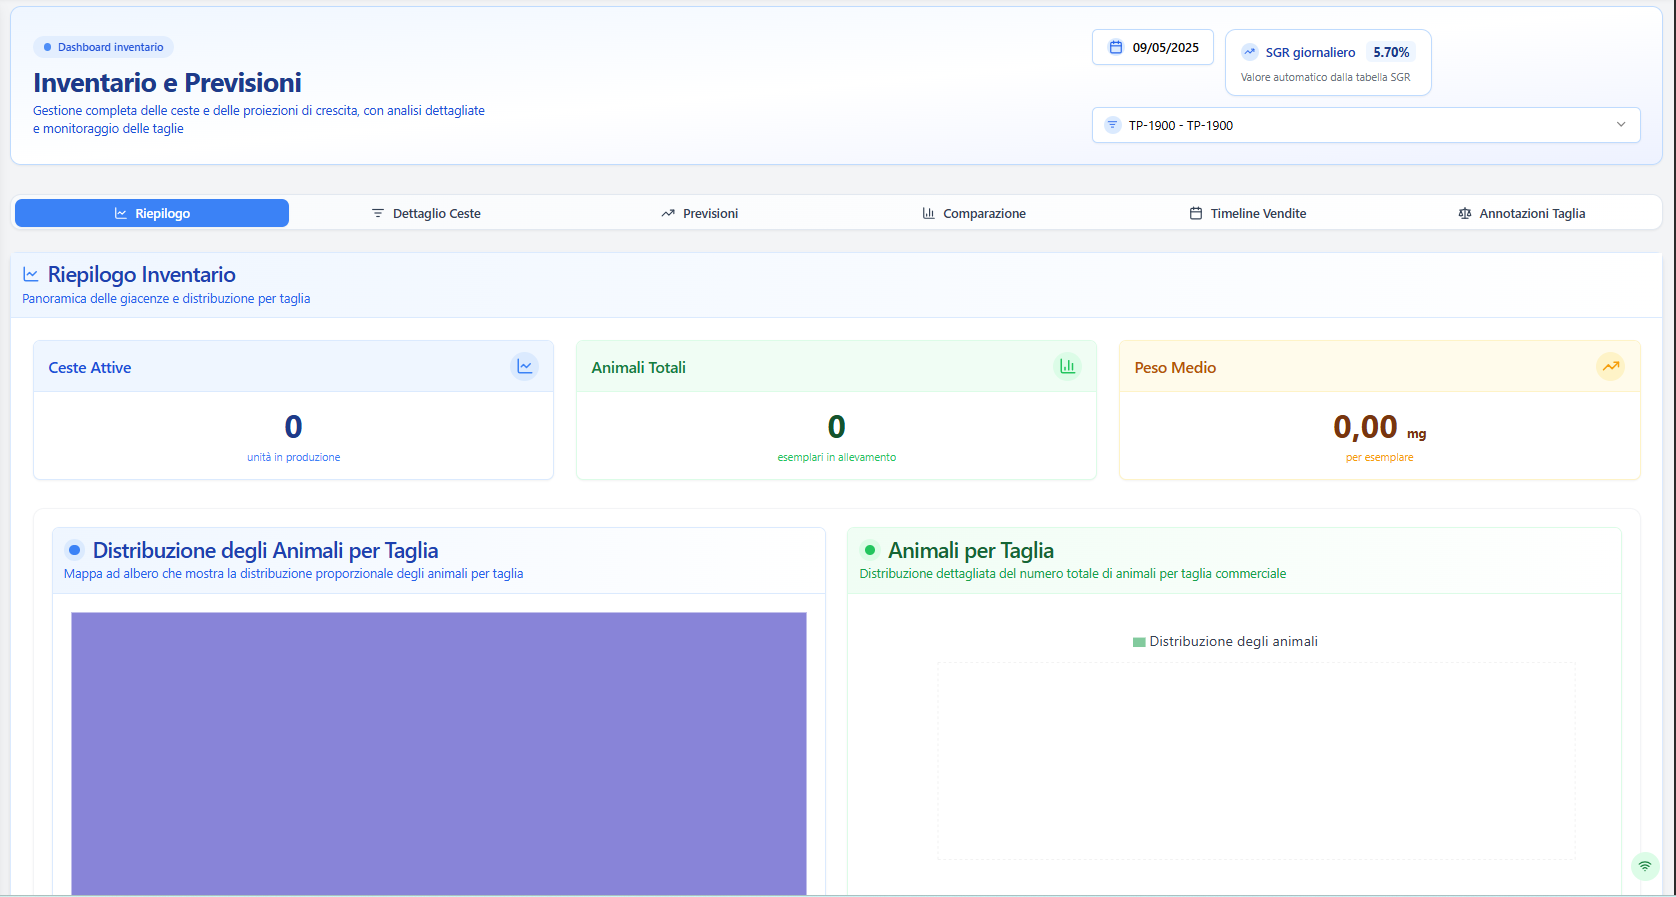 Dashboard inventario
Inventario e Previsioni
Gestione completa delle ceste e delle proiezioni di crescita, con analisi dettagliate
e monitoraggio delle taglie
09/05/2025
SGR giornaliero 5.70%
Valore automatico dalla tabella SGR
TP-1900 - TP-1900
Riepilogo
Dettaglio Ceste
Previsioni
Comparazione
Timeline Vendite
Annotazioni Taglia
Riepilogo Inventario
Panoramica delle giacenze e distribuzione per taglia
Ceste Attive
0
unità in produzione
Animali Totali
0
esemplari in allevamento
Peso Medio
0,00 mg
per esemplare
Distribuzione degli Animali per Taglia
Mappa ad albero che mostra la distribuzione proporzionale degli animali per taglia
Animali per Taglia
Distribuzione dettagliata del numero totale di animali per taglia commerciale
Distribuzione degli animali